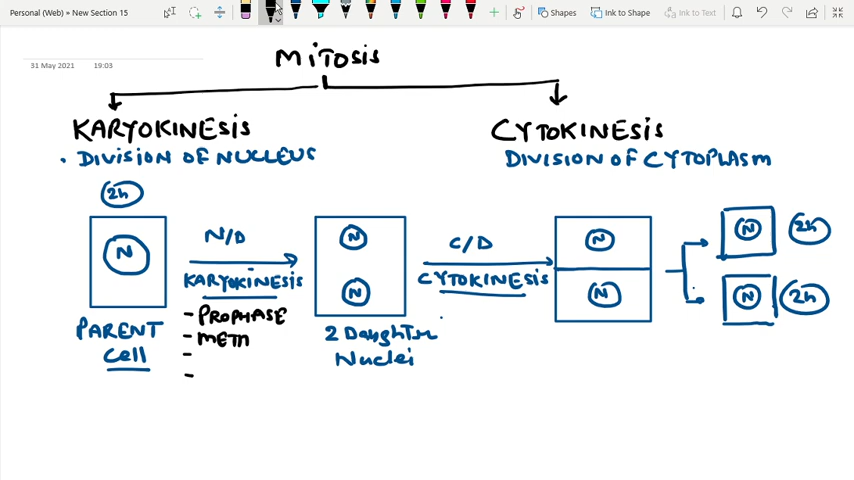 Personal (Web) » New Section 15
Shapes
Ink to Shape
Ink to Text
31 May 2021 19:03
MiTOSiS
KARYOKiNESiS
CYTOKiNESiS
. DiViSiON OF NUCLEUS
DiViSiON OF CYTOPLASM
2n
N
N/D
KARYOKiNESiS
- PROPHASE
- META
-
-
PARENT
Cell
N
N
2 Daughter
Nuclei
C/D
CYTOKiNESiS
N
N
N
2n
N
2n